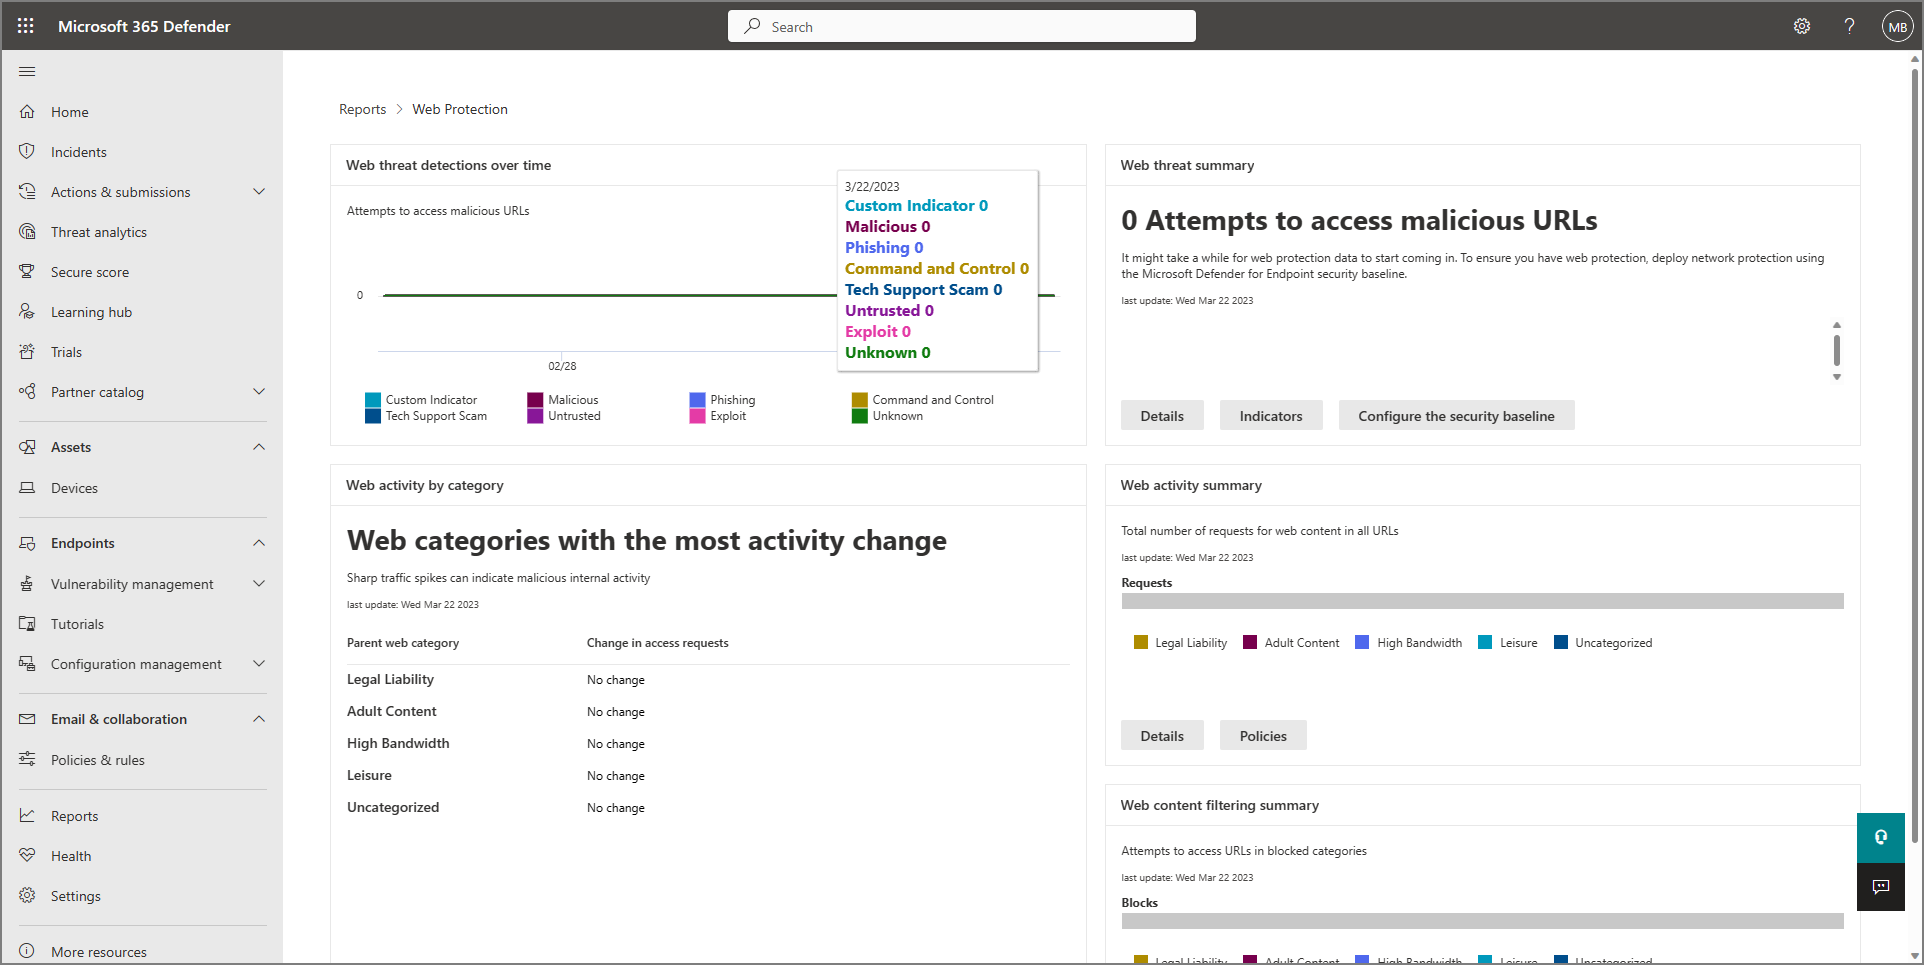 Microsoft 365 Defender
Search
?
MB
Home
Incidents
Actions & submissions
Threat analytics
Secure score
Learning hub
Trials
Partner catalog
Assets
Devices
Endpoints
Vulnerability management
Tutorials
Configuration management
Email & collaboration
Policies & rules
Reports
Health
Settings
More resources
Reports > Web Protection
Web threat detections over time
Attempts to access malicious URLs
0
02/28
3/22/2023
Custom Indicator 0
Malicious 0
Phishing 0
Command and Control 0
Tech Support Scam 0
Untrusted 0
Exploit 0
Unknown 0
Custom Indicator Malicious Phishing Command and Control
Tech Support Scam Untrusted Exploit Unknown
Web threat summary
0 Attempts to access malicious URLs
It might take a while for web protection data to start coming in. To ensure you have web protection, deploy network protection using
the Microsoft Defender for Endpoint security baseline.
last update: Wed Mar 22 2023
Details Indicators Configure the security baseline
Web activity by category
Web categories with the most activity change
Sharp traffic spikes can indicate malicious internal activity
last update: Wed Mar 22 2023
Parent web category Change in access requests
Legal Liability No change
Adult Content No change
High Bandwidth No change
Leisure No change
Uncategorized No change
Web activity summary
Total number of requests for web content in all URLs
last update: Wed Mar 22 2023
Requests
Legal Liability Adult Content High Bandwidth Leisure Uncategorized
Details Policies
Web content filtering summary
Attempts to access URLs in blocked categories
last update: Wed Mar 22 2023
Blocks
Legal Liability Adult Content High Bandwidth Leisure Uncategorized